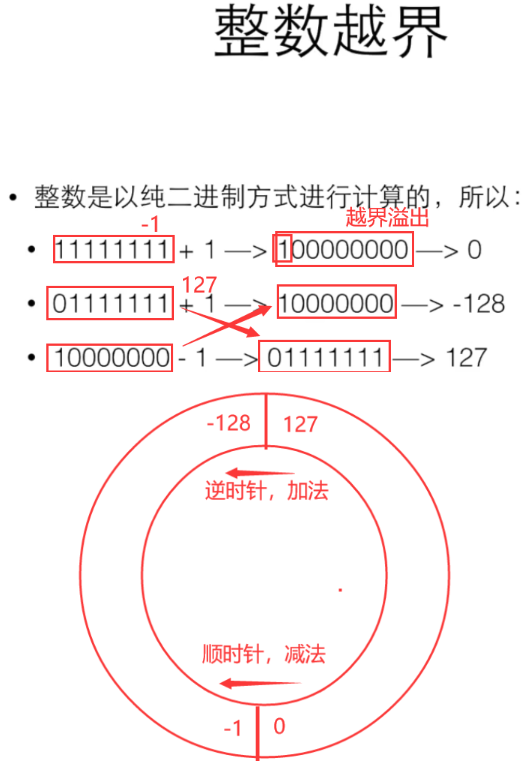 整数越界
• 整数是以纯二进制方式进行计算的，所以：
-1 越界溢出
• 11111111 + 1 —> 100000000 —> 0
127
• 01111111 + 1 —> 10000000 —> -128
• 10000000 - 1 —> 01111111 —> 127
-128 127
逆时针，加法
顺时针，减法
-1 0